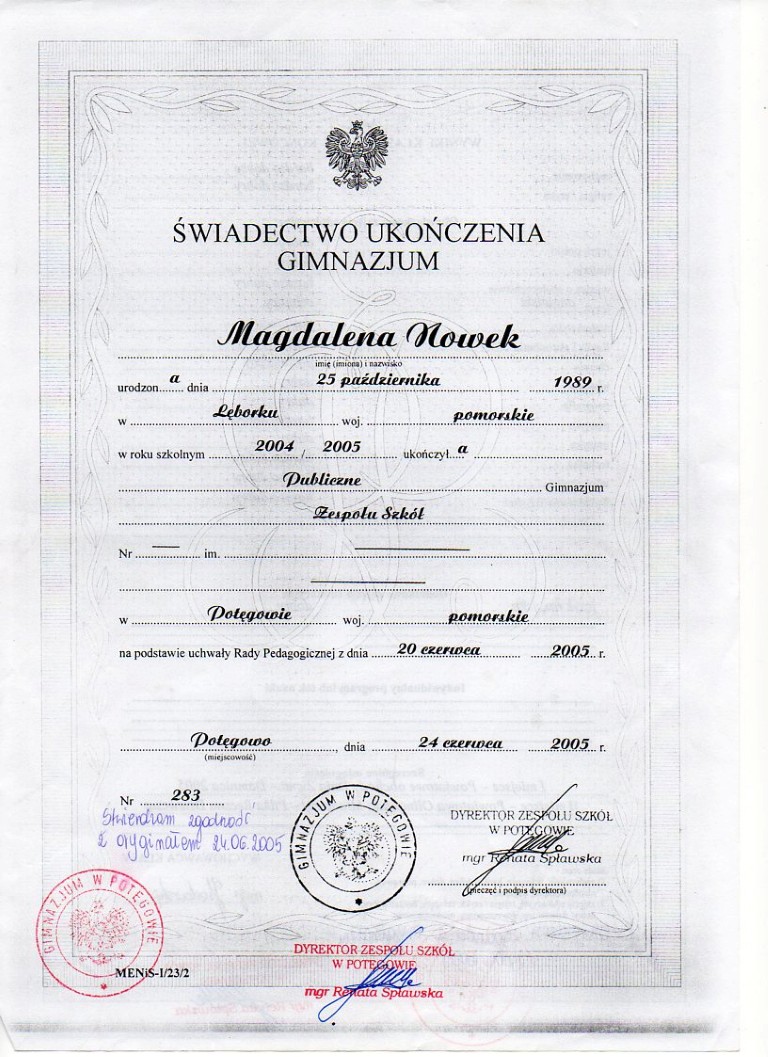 ŚWIADECTWO UKOŃCZENIA
GIMNAZJUM
Magdalena Nowek
imię (imiona) i nazwisko
urodzon a dnia 25 października 1989 r.
w Lęborku woj. pomorskie
w roku szkolnym 2004 / 2005 ukończył a
Publiczne Gimnazjum
Zespołu Szkół
Nr — im. —
—
w Potęgowie woj. pomorskie
na podstawie uchwały Rady Pedagogicznej z dnia 20 czerwca 2005 r.
Potęgowo, dnia 24 czerwca 2005 r.
(miejscowość)
Nr 283
Stwierdzam zgodność
z oryginałem 24.06.2005
GIMNAZJUM W POTĘGOWIE
DYREKTOR ZESPOŁU SZKÓŁ
W POTĘGOWIE
mgr Renata Spławska
(pieczęć i podpis dyrektora)
GIMNAZJUM W POTĘGOWIE
MENiS-I/23/2
DYREKTOR ZESPOŁU SZKÓŁ
W POTĘGOWIE
mgr Renata Spławska